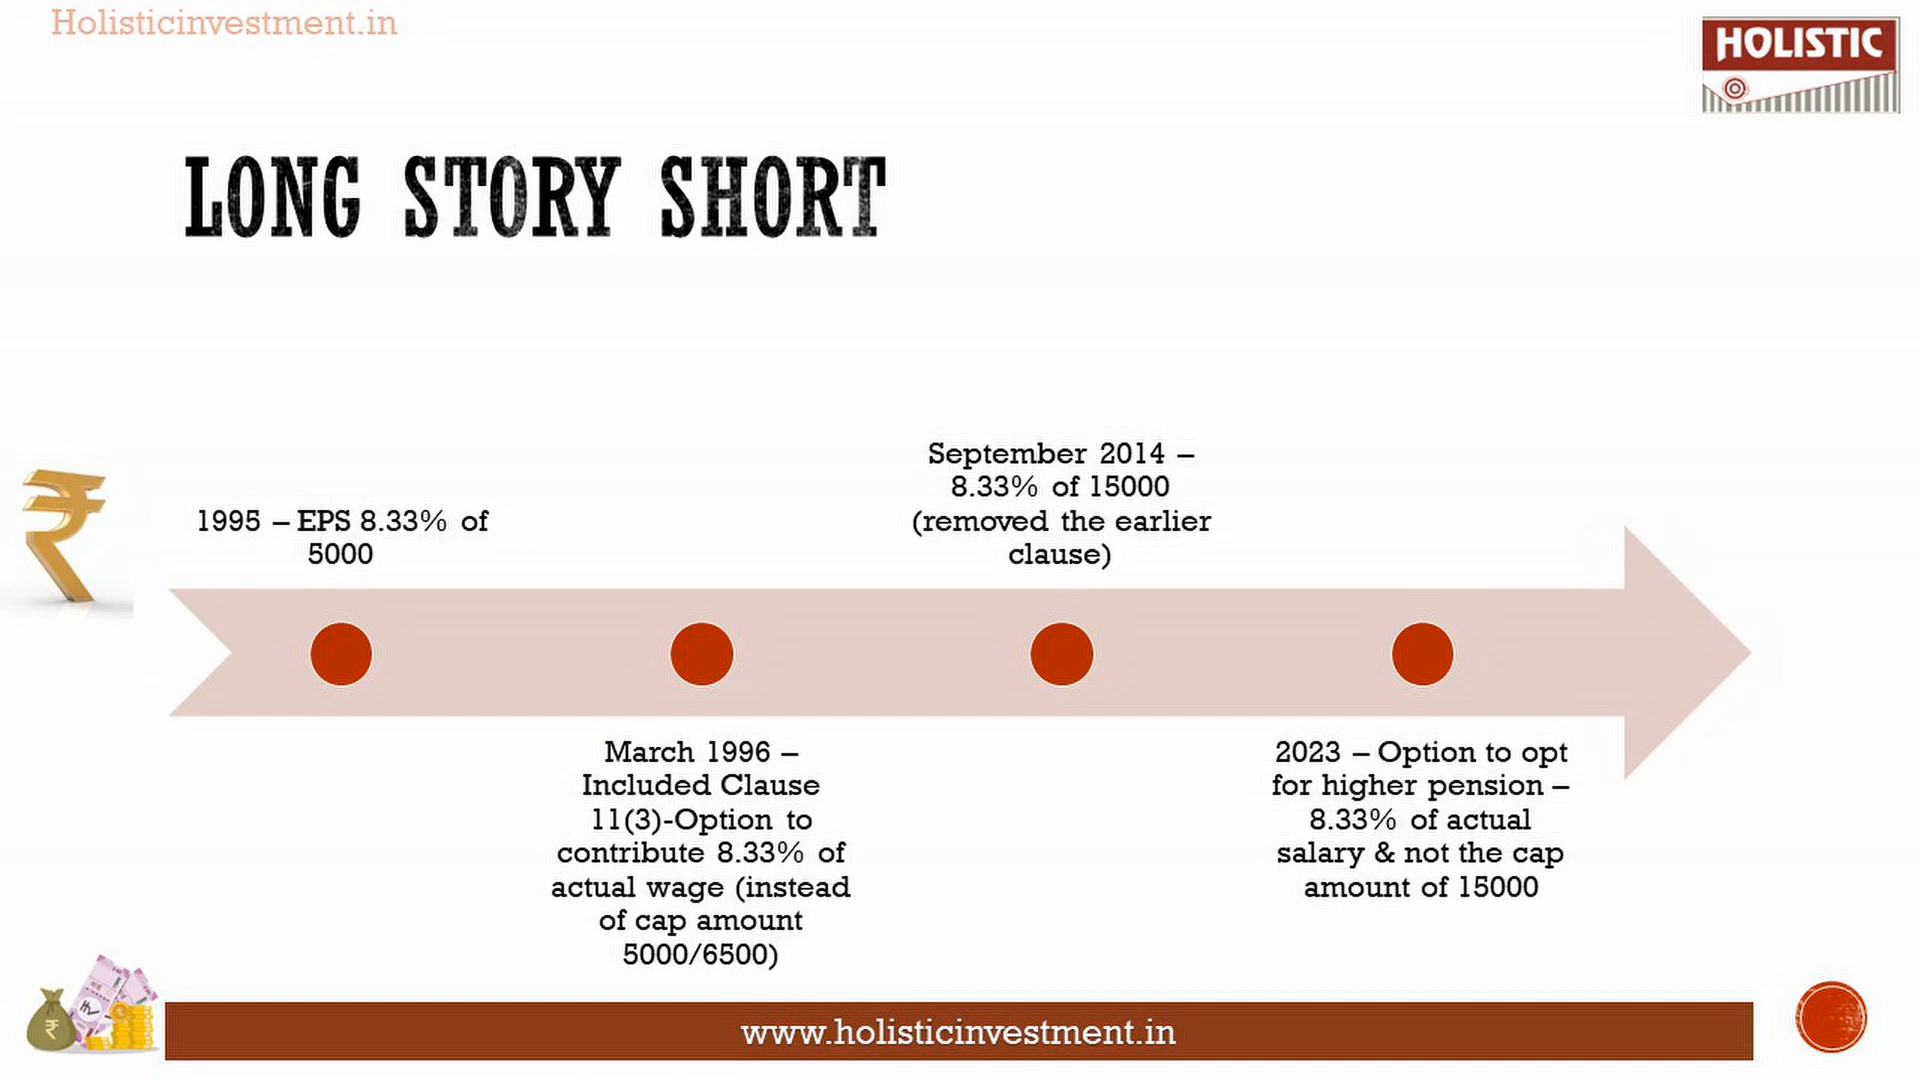 Holisticinvestment.in
HOLISTIC
LONG STORY SHORT
1995 – EPS 8.33% of
5000
March 1996 –
Included Clause
11(3)-Option to
contribute 8.33% of
actual wage (instead
of cap amount
5000/6500)
September 2014 –
8.33% of 15000
(removed the earlier
clause)
2023 – Option to opt
for higher pension –
8.33% of actual
salary & not the cap
amount of 15000
www.holisticinvestment.in